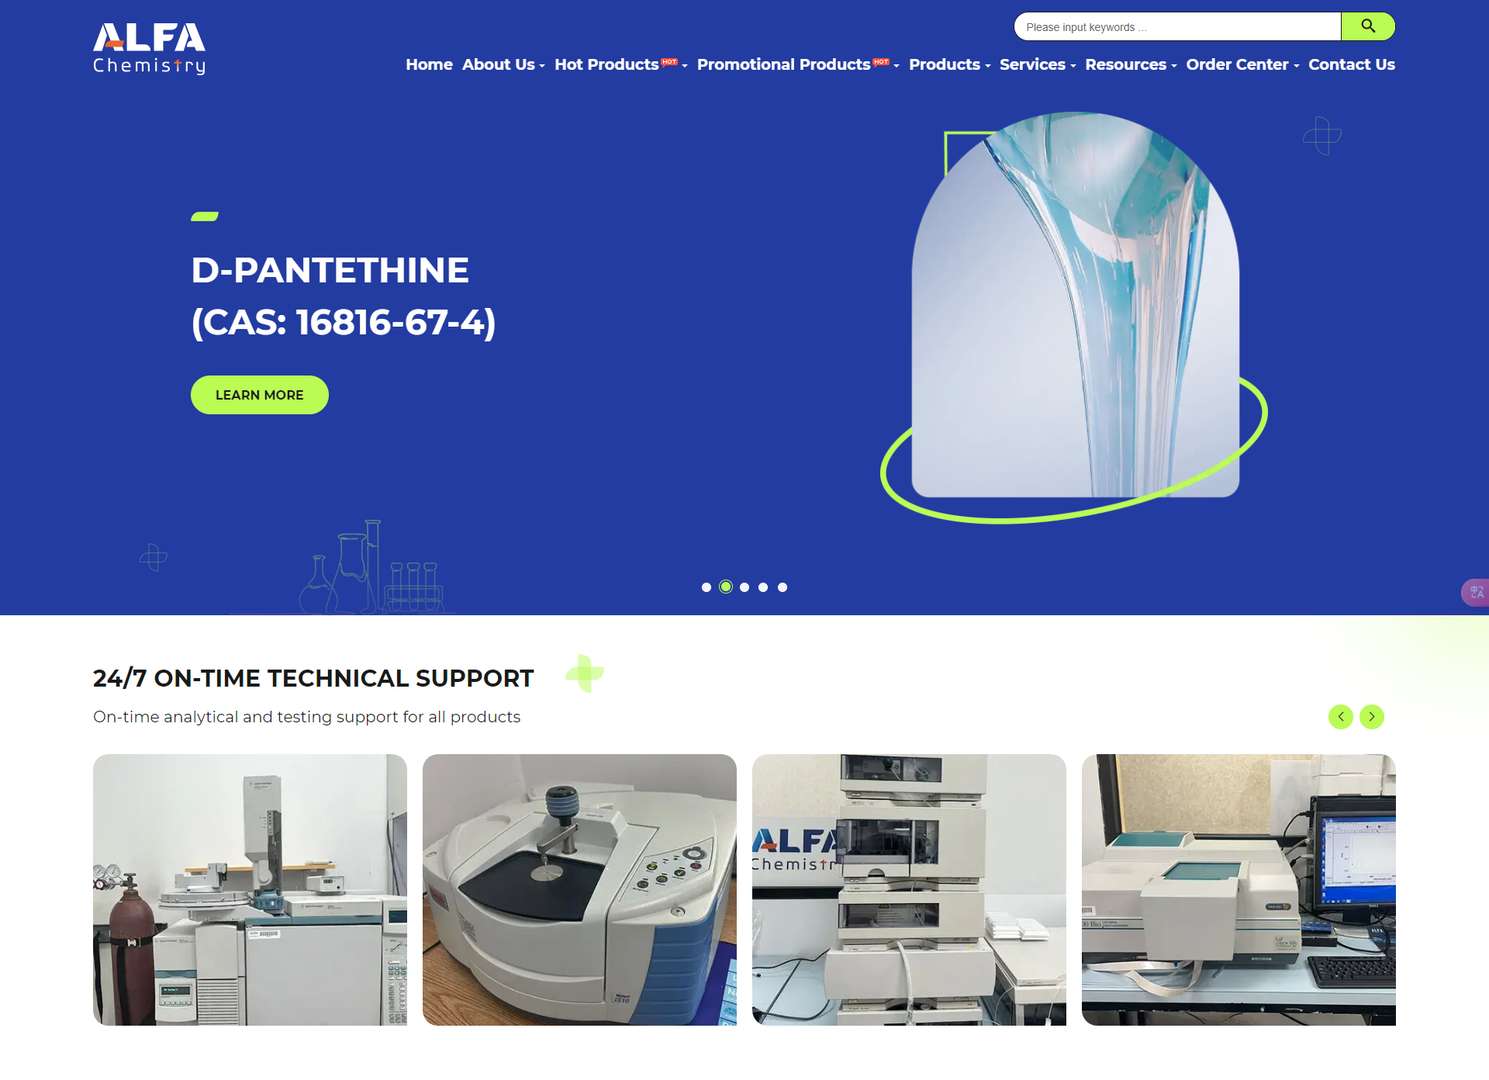 ALFA
Chemistry
Please input keywords ...
Home About Us Hot Products HOT Promotional Products HOT Products Services Resources Order Center Contact Us
D-PANTETHINE
(CAS: 16816-67-4)
LEARN MORE
24/7 ON-TIME TECHNICAL SUPPORT
On-time analytical and testing support for all products
ALFA
Chemistry
iS10